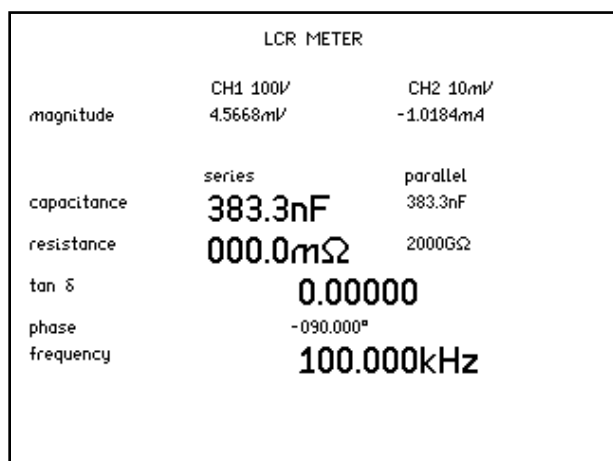 LCR METER
CH1 100V CH2 10mV
magnitude 4.5668mV -1.0184mA
series parallel
capacitance 383.3nF 383.3nF
resistance 000.0mΩ 2000GΩ
tan δ 0.00000
phase -090.000°
frequency 100.000kHz